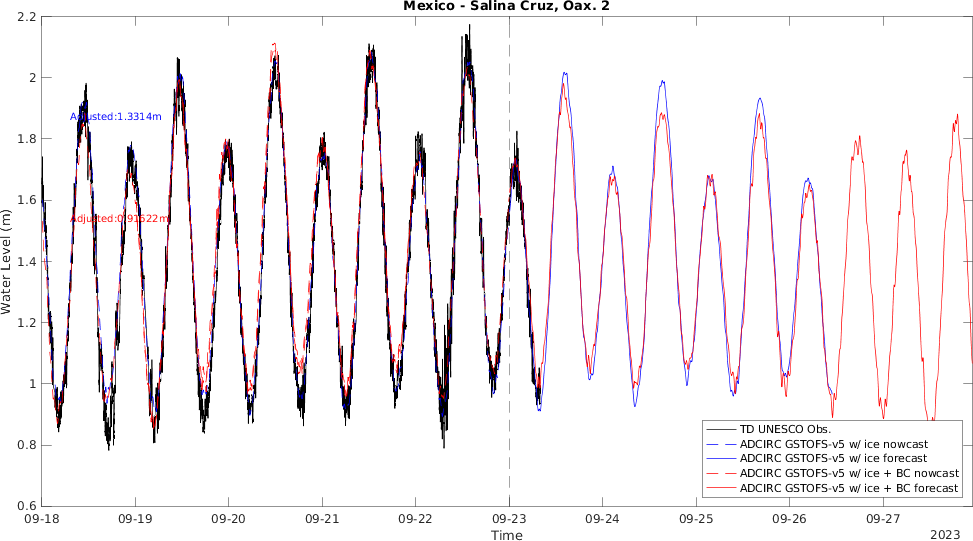 Mexico - Salina Cruz, Oax. 2
2.2
2
1.8
1.6
1.4
1.2
1
0.8
0.6
Water Level (m)
Adjusted:1.3314m
Adjusted:0.91622m
TD UNESCO Obs.
ADCIRC GSTOFS-v5 w/ ice nowcast
ADCIRC GSTOFS-v5 w/ ice forecast
ADCIRC GSTOFS-v5 w/ ice + BC nowcast
ADCIRC GSTOFS-v5 w/ ice + BC forecast
09-18 09-19 09-20 09-21 09-22 09-23 09-24 09-25 09-26 09-27
Time
2023